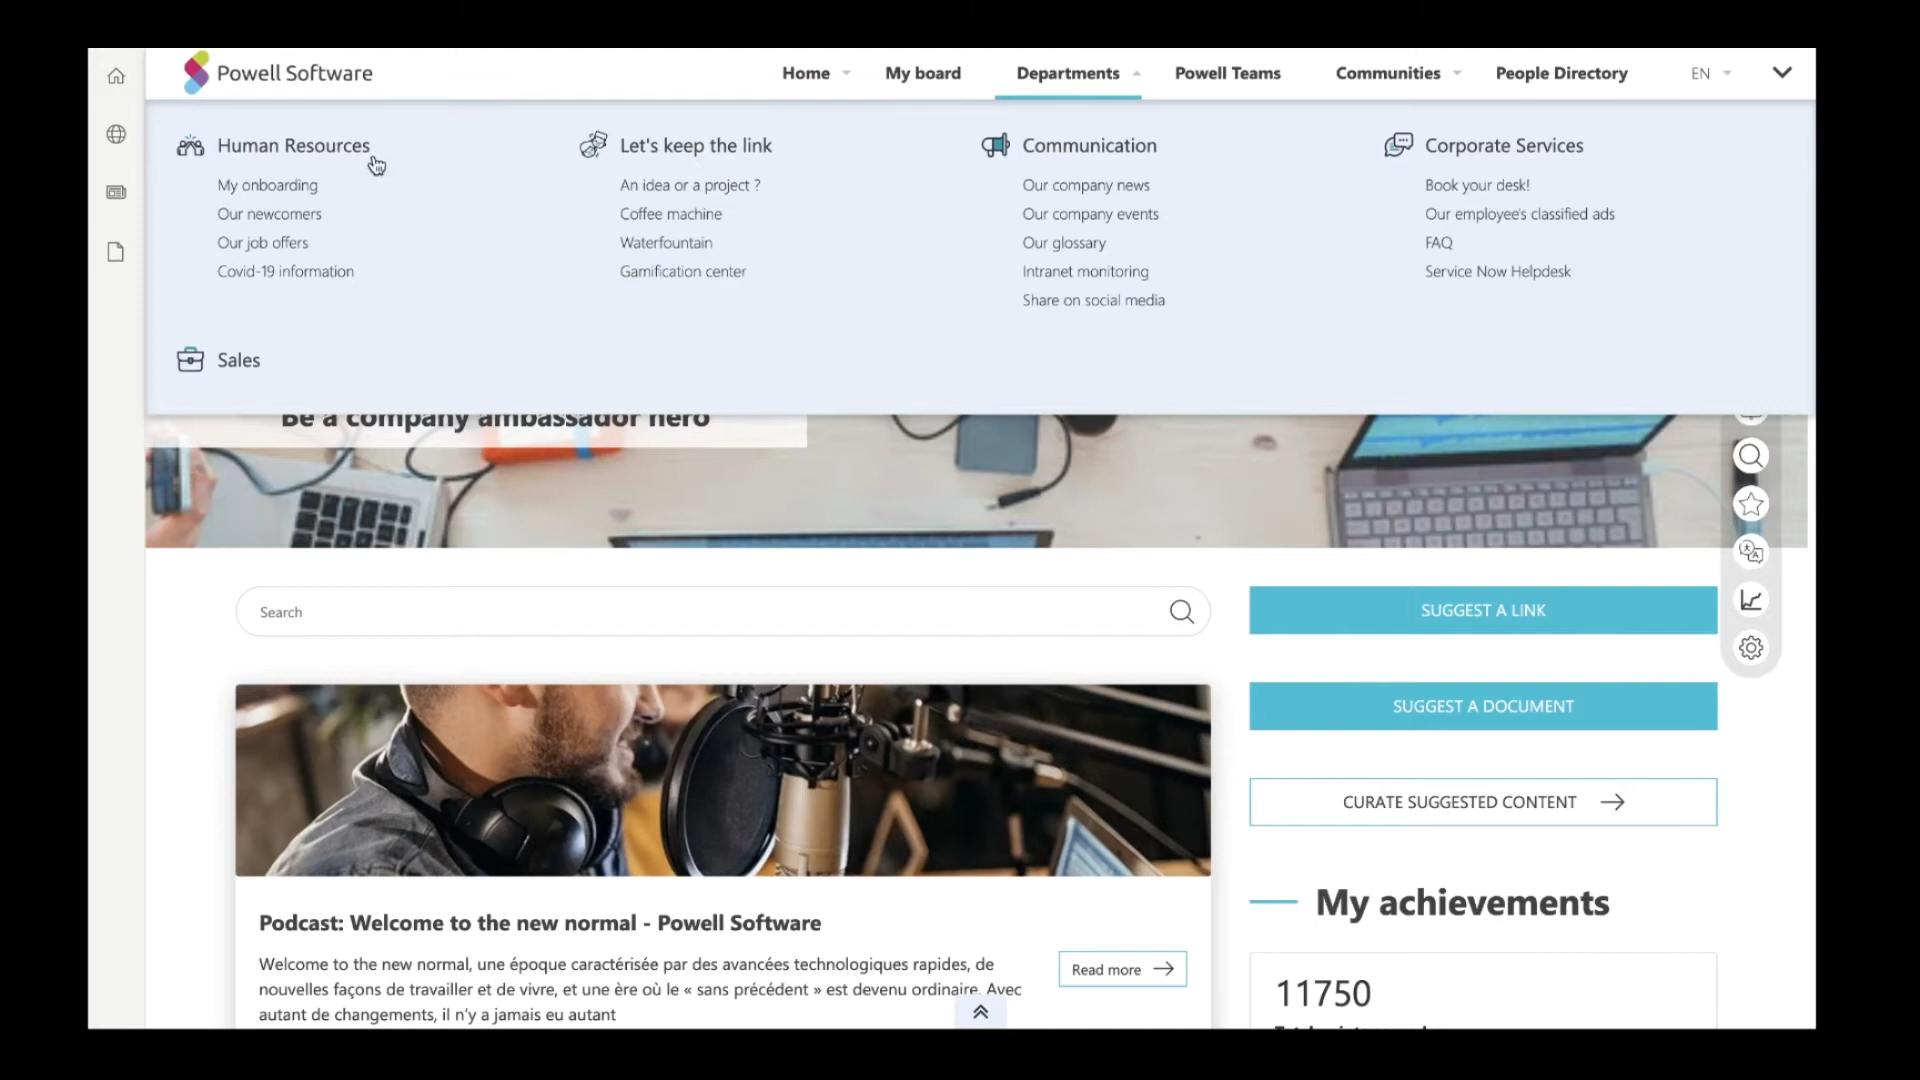 Powell Software
Home
My board
Departments
Powell Teams
Communities
People Directory
EN
Human Resources
My onboarding
Our newcomers
Our job offers
Covid-19 information
Let's keep the link
An idea or a project ?
Coffee machine
Waterfountain
Gamification center
Communication
Our company news
Our company events
Our glossary
Intranet monitoring
Share on social media
Corporate Services
Book your desk!
Our employee's classified ads
FAQ
Service Now Helpdesk
Sales
Be a company ambassador hero
Search
SUGGEST A LINK
SUGGEST A DOCUMENT
CURATE SUGGESTED CONTENT
Podcast: Welcome to the new normal - Powell Software
Welcome to the new normal, une époque caractérisée par des avancées technologiques rapides, de
nouvelles façons de travailler et de vivre, et une ère où le « sans précédent » est devenu ordinaire. Avec
autant de changements, il n'y a jamais eu autant
Read more
My achievements
11750